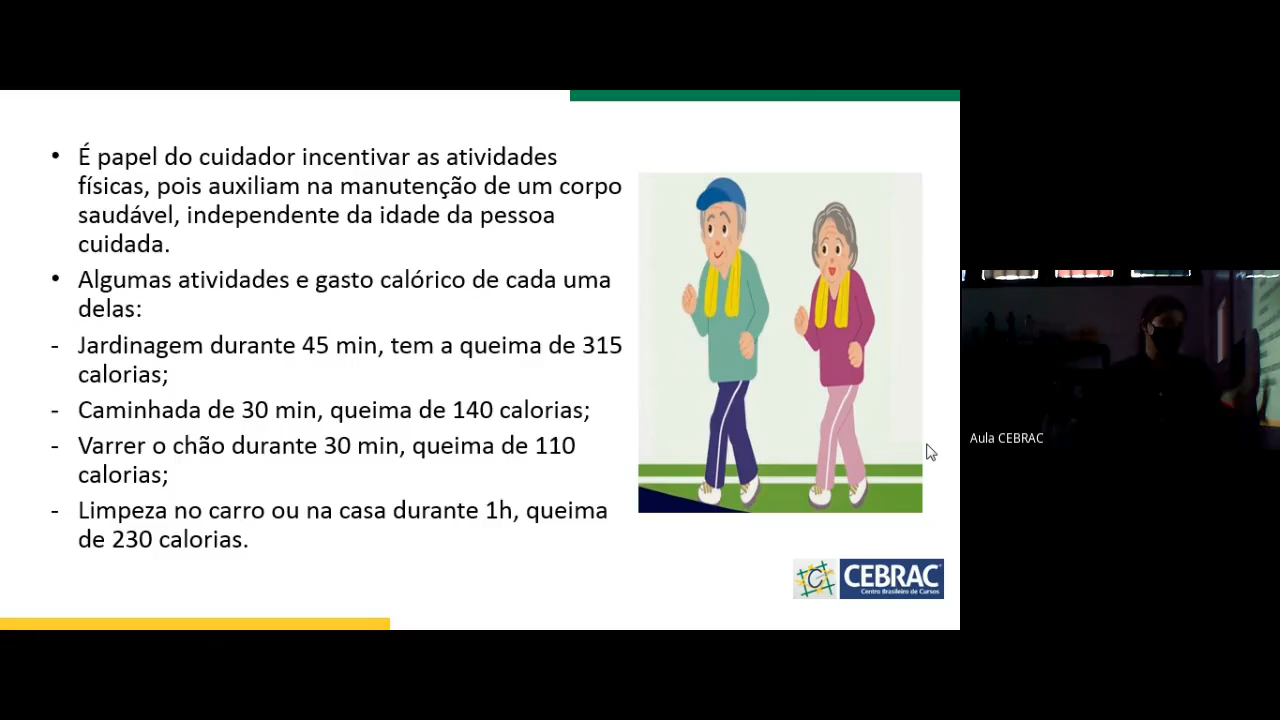 • É papel do cuidador incentivar as atividades
físicas, pois auxiliam na manutenção de um corpo
saudável, independente da idade da pessoa
cuidada.
• Algumas atividades e gasto calórico de cada uma
delas:
- Jardinagem durante 45 min, tem a queima de 315
calorias;
- Caminhada de 30 min, queima de 140 calorias;
- Varrer o chão durante 30 min, queima de 110
calorias;
- Limpeza no carro ou na casa durante 1h, queima
de 230 calorias.
C CEBRAC
Centro Brasileiro de Cursos
Aula CEBRAC